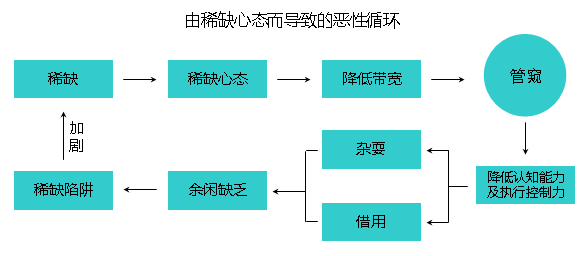 由稀缺心态而导致的恶性循环
稀缺
稀缺心态
降低带宽
管窥
降低认知能力
及执行控制力
杂耍
借用
余闲缺乏
稀缺陷阱
加
剧